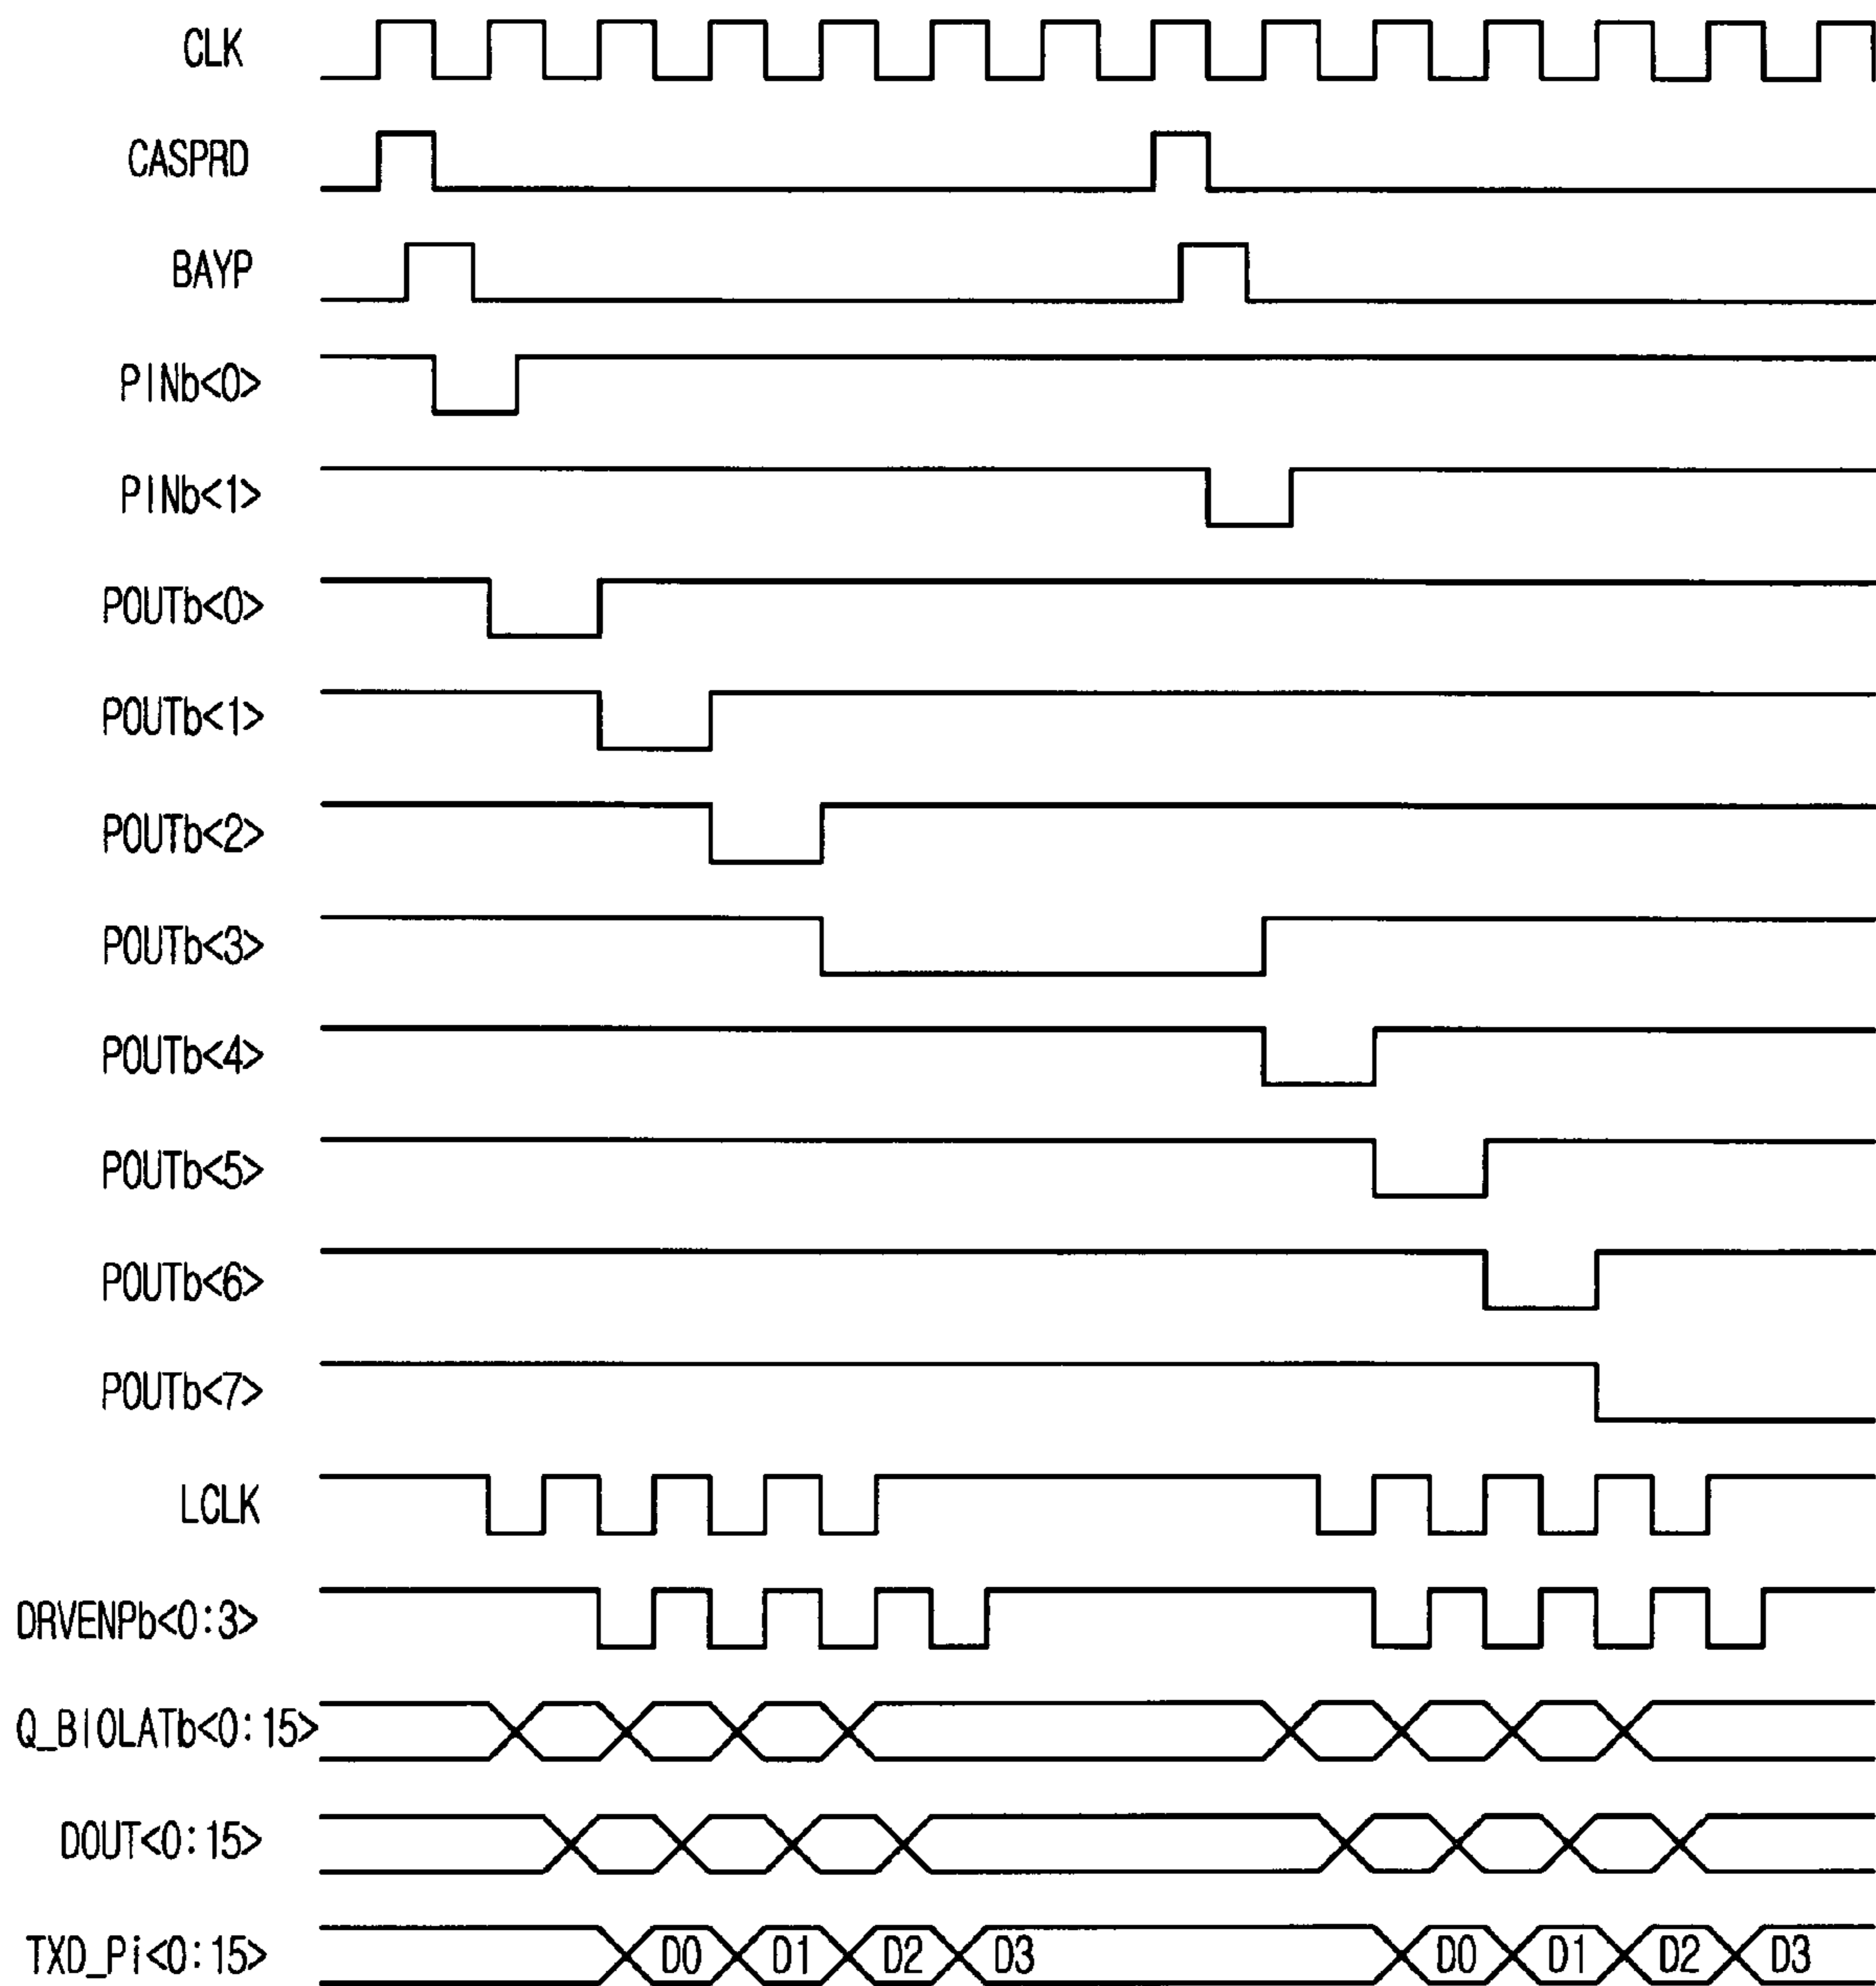 CLK
CASPRD
BAYP
PINb<0>
PINb<1>
POUTb<0>
POUTb<1>
POUTb<2>
POUTb<3>
POUTb<4>
POUTb<5>
POUTb<6>
POUTb<7>
LCLK
DRVENPb<0:3>
Q_BIOLATb<0:15>
DOUT<0:15>
TXD_Pi<0:15> D0 D1 D2 D3 D0 D1 D2 D3